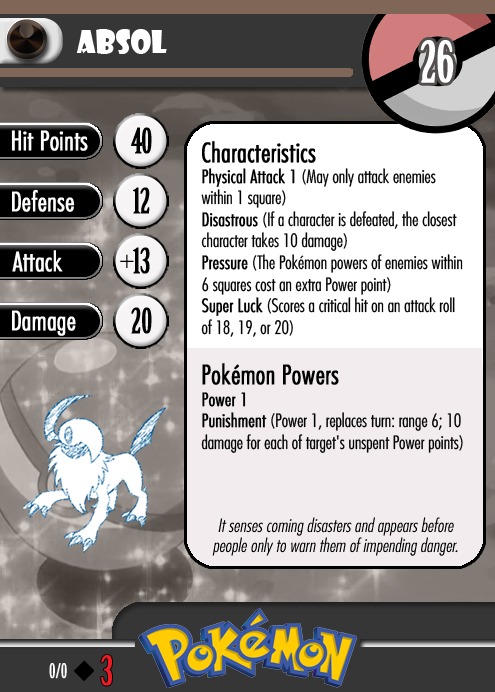 ABSOL
26
Hit Points 40
Defense 12
Attack +13
Damage 20
Characteristics
Physical Attack 1 (May only attack enemies
within 1 square)
Disastrous (If a character is defeated, the closest
character takes 10 damage)
Pressure (The Pokémon powers of enemies within
6 squares cost an extra Power point)
Super Luck (Scores a critical hit on an attack roll
of 18, 19, or 20)
Pokémon Powers
Power 1
Punishment (Power 1, replaces turn: range 6; 10
damage for each of target's unspent Power points)
It senses coming disasters and appears before
people only to warn them of impending danger.
POKéMON
0/0 ◆ 3